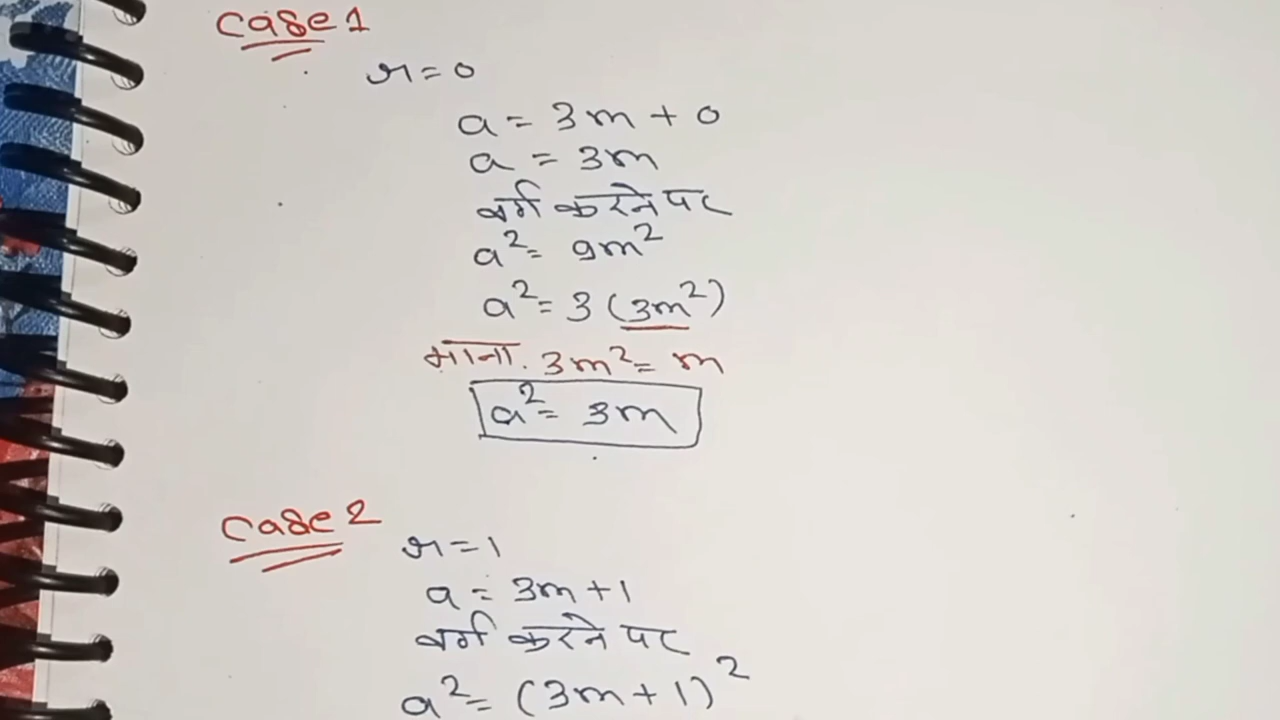 Case 1
r = 0
a = 3m + 0
a = 3m
वर्ग करने पर
a² = 9m²
a² = 3 (3m²)
माना. 3m² = m
a² = 3m
Case 2
r = 1
a = 3m + 1
वर्ग करने पर
a² = (3m + 1)²